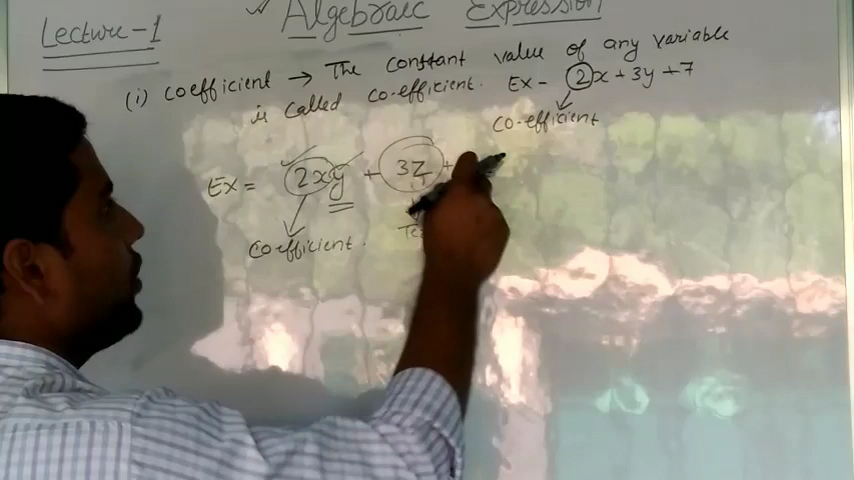 Lecture-1
Algebraic Expression
(i) Coefficient → The constant value of any variable
is called co-efficient. Ex - 2x + 3y + 7
co-efficient
Ex = 2xy + 3z +
coefficient.